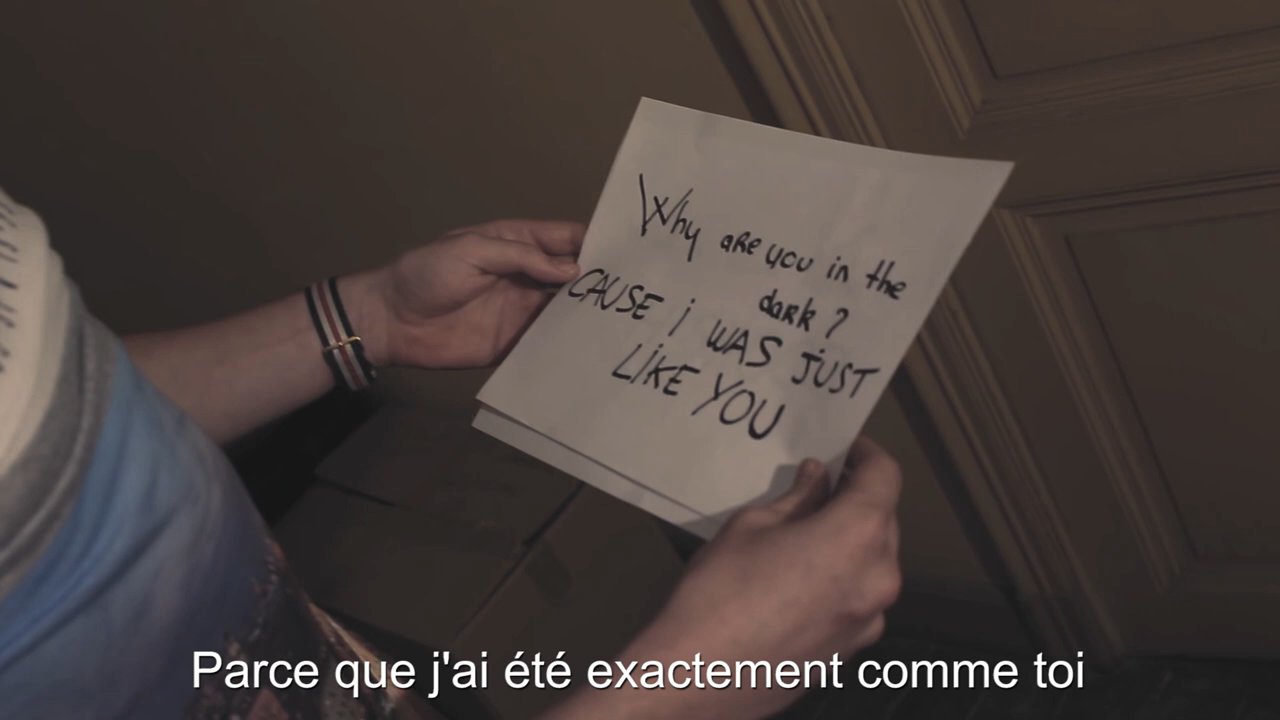 Why are you in the
dark ?
CAUSE i WAS JUST
LiKE YOU
Parce que j'ai été exactement comme toi